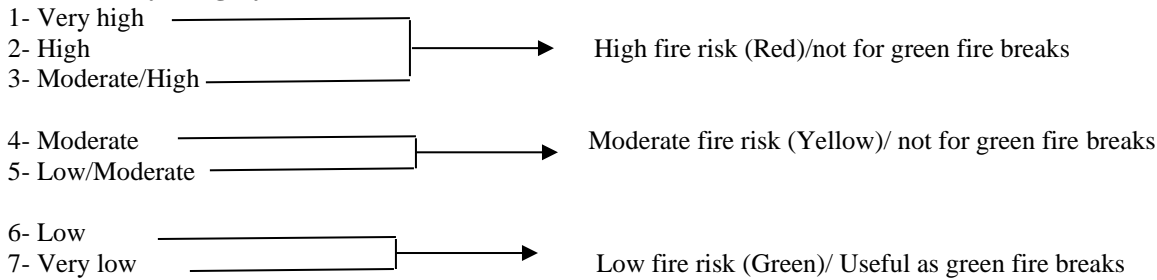 1- Very high
2- High
3- Moderate/High
High fire risk (Red)/not for green fire breaks
4- Moderate
5- Low/Moderate
Moderate fire risk (Yellow)/ not for green fire breaks
6- Low
7- Very low
Low fire risk (Green)/ Useful as green fire breaks